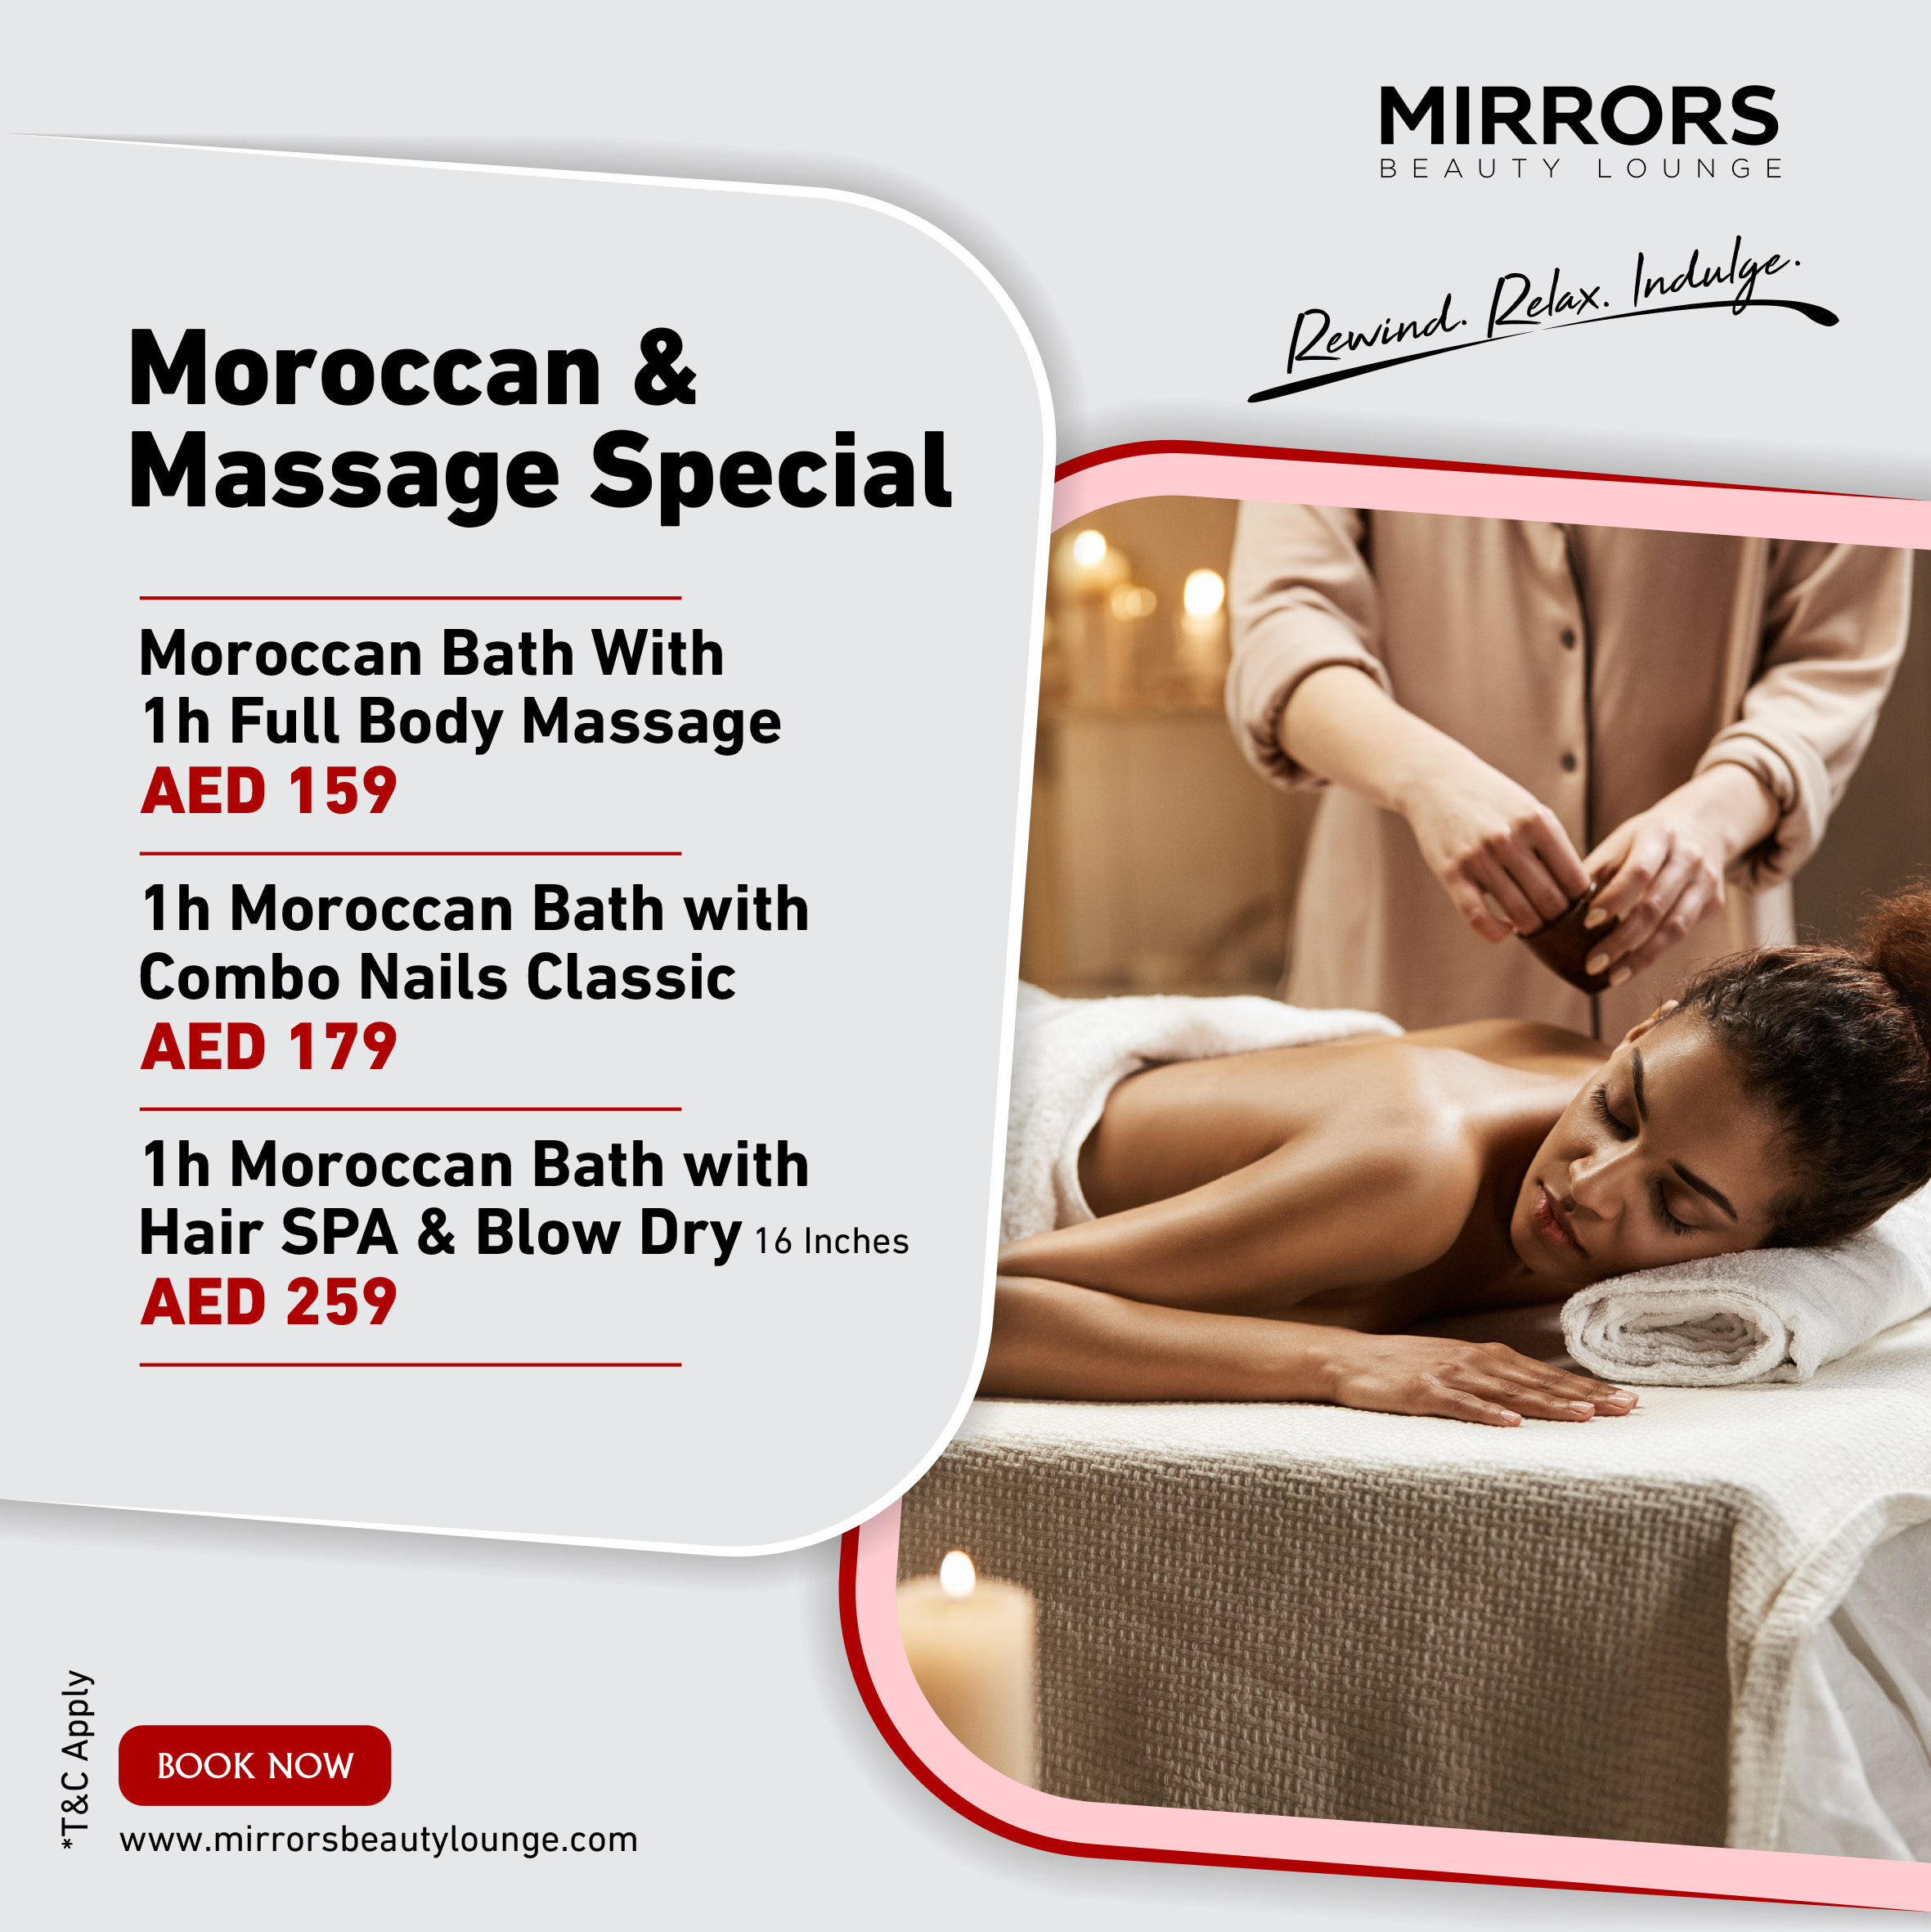 MIRRORS
BEAUTY LOUNGE
Rewind. Relax. Indulge.
Moroccan &
Massage Special
Moroccan Bath With
1h Full Body Massage
AED 159
1h Moroccan Bath with
Combo Nails Classic
AED 179
1h Moroccan Bath with
Hair SPA & Blow Dry 16 Inches
AED 259
*T&C Apply
BOOK NOW
www.mirrorsbeautylounge.com